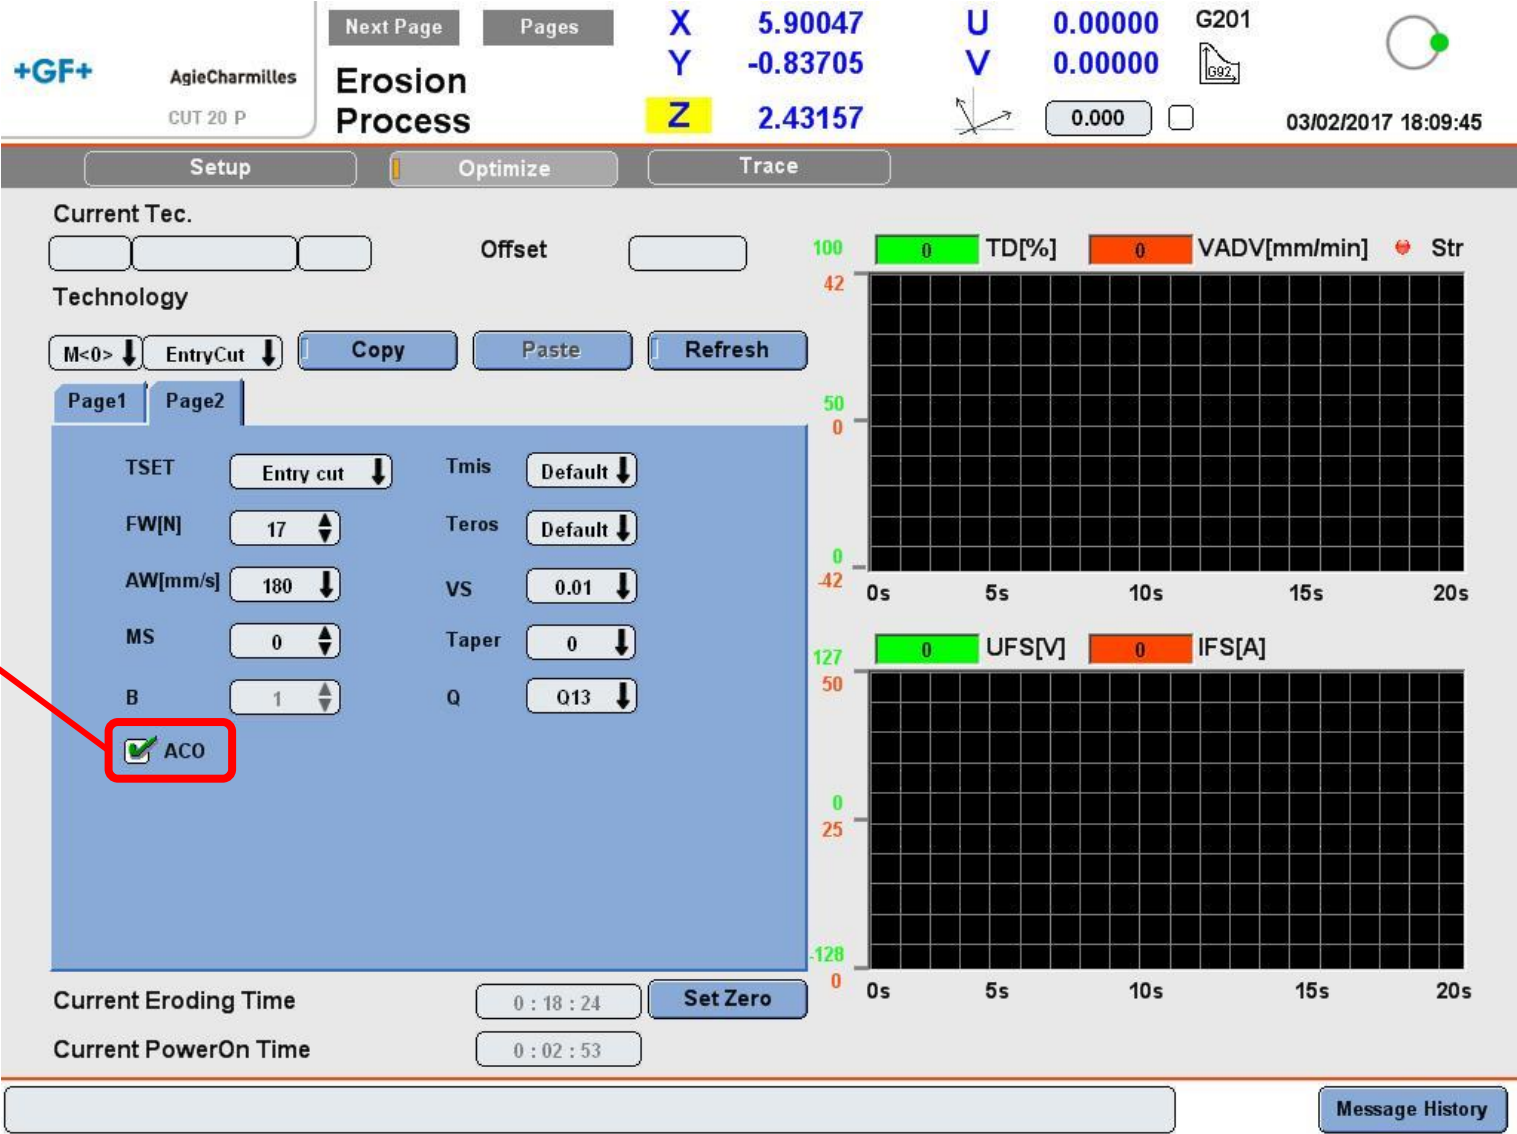 Next Page Pages X 5.90047 U 0.00000 G201
+GF+ AgieCharmilles Erosion Y -0.83705 V 0.00000 G92
CUT 20 P Process Z 2.43157 0.000 03/02/2017 18:09:45
Setup Optimize Trace
Current Tec.
Offset
100 0 TD[%] 0 VADV[mm/min] Str
42
Technology
M<0> EntryCut Copy Paste Refresh
Page1 Page2
50
0
TSET Entry cut Tmis Default
FW[N] 17 Teros Default
0
AW[mm/s] 180 VS 0.01
-42
0s 5s 10s 15s 20s
MS 0 Taper 0
127 0 UFS[V] 0 IFS[A]
50
B 1 Q Q13
ACO
0
25
-128
0
0s 5s 10s 15s 20s
Current Eroding Time 0 : 18 : 24 Set Zero
Current PowerOn Time 0 : 02 : 53
Message History